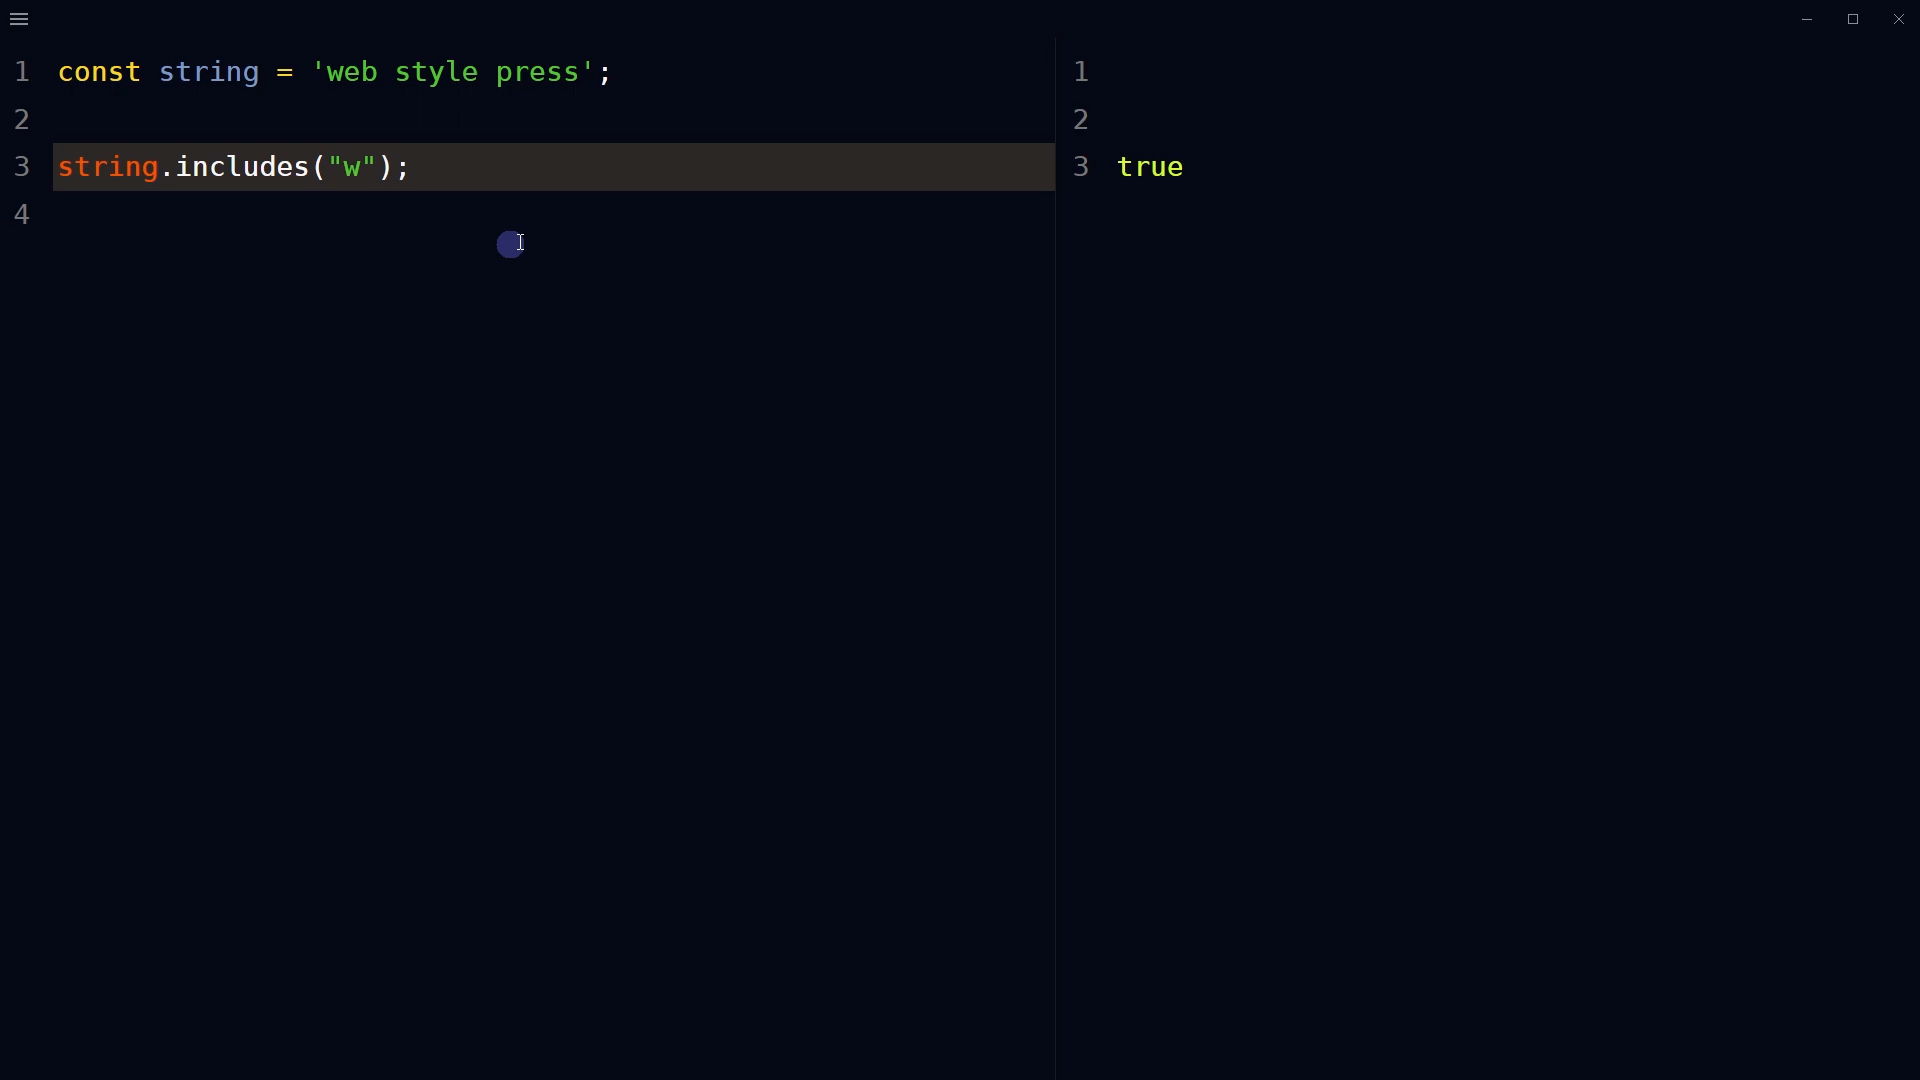 1 const string = 'web style press';
2
3 string.includes("w");
4
1
2
3 true